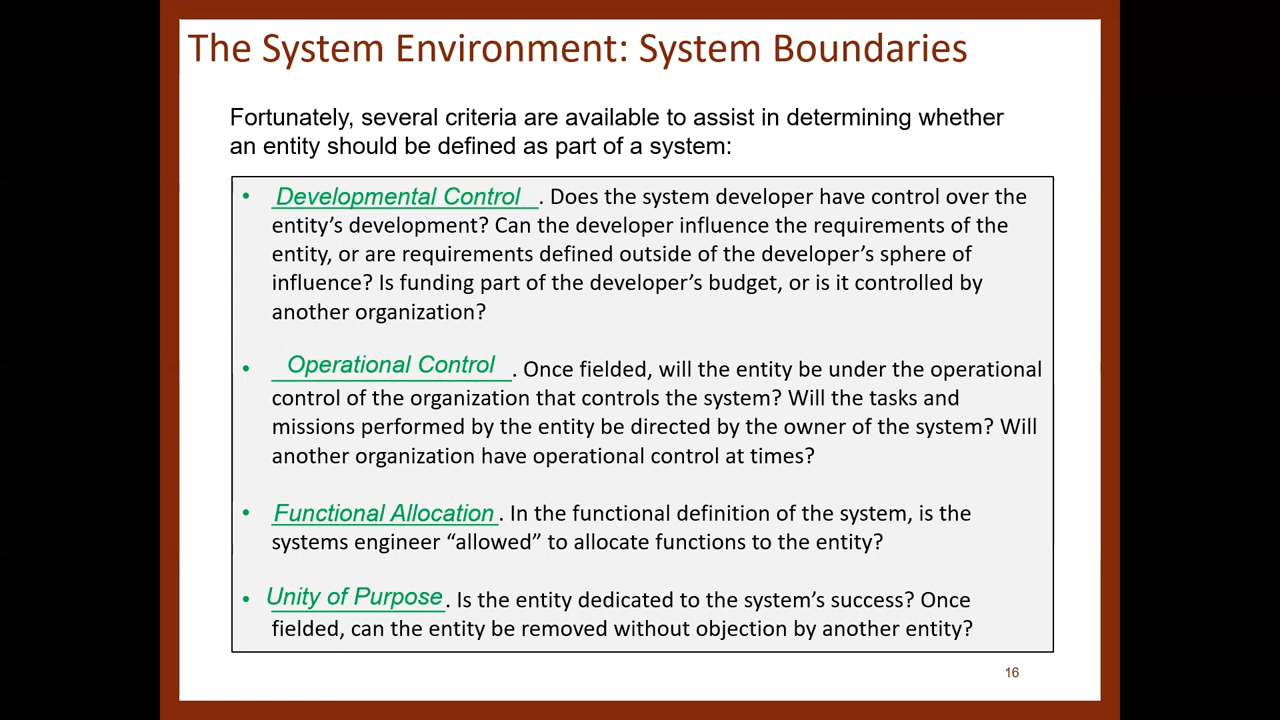 The System Environment: System Boundaries
Fortunately, several criteria are available to assist in determining whether
an entity should be defined as part of a system:
• Developmental Control . Does the system developer have control over the
entity’s development? Can the developer influence the requirements of the
entity, or are requirements defined outside of the developer’s sphere of
influence? Is funding part of the developer’s budget, or is it controlled by
another organization?
• Operational Control . Once fielded, will the entity be under the operational
control of the organization that controls the system? Will the tasks and
missions performed by the entity be directed by the owner of the system? Will
another organization have operational control at times?
• Functional Allocation. In the functional definition of the system, is the
systems engineer “allowed” to allocate functions to the entity?
• Unity of Purpose. Is the entity dedicated to the system’s success? Once
fielded, can the entity be removed without objection by another entity?
16